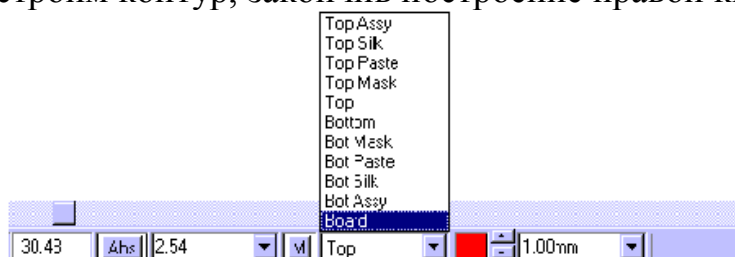 строим контур, закончив построение правой к
Top Assy
Top Silk
Top Paste
Top Mask
Top
Bottom
Bot Mask
Bot Paste
Bot Silk
Bot Assy
Board
30.43 Abs 2.54 M Top 1.00mm